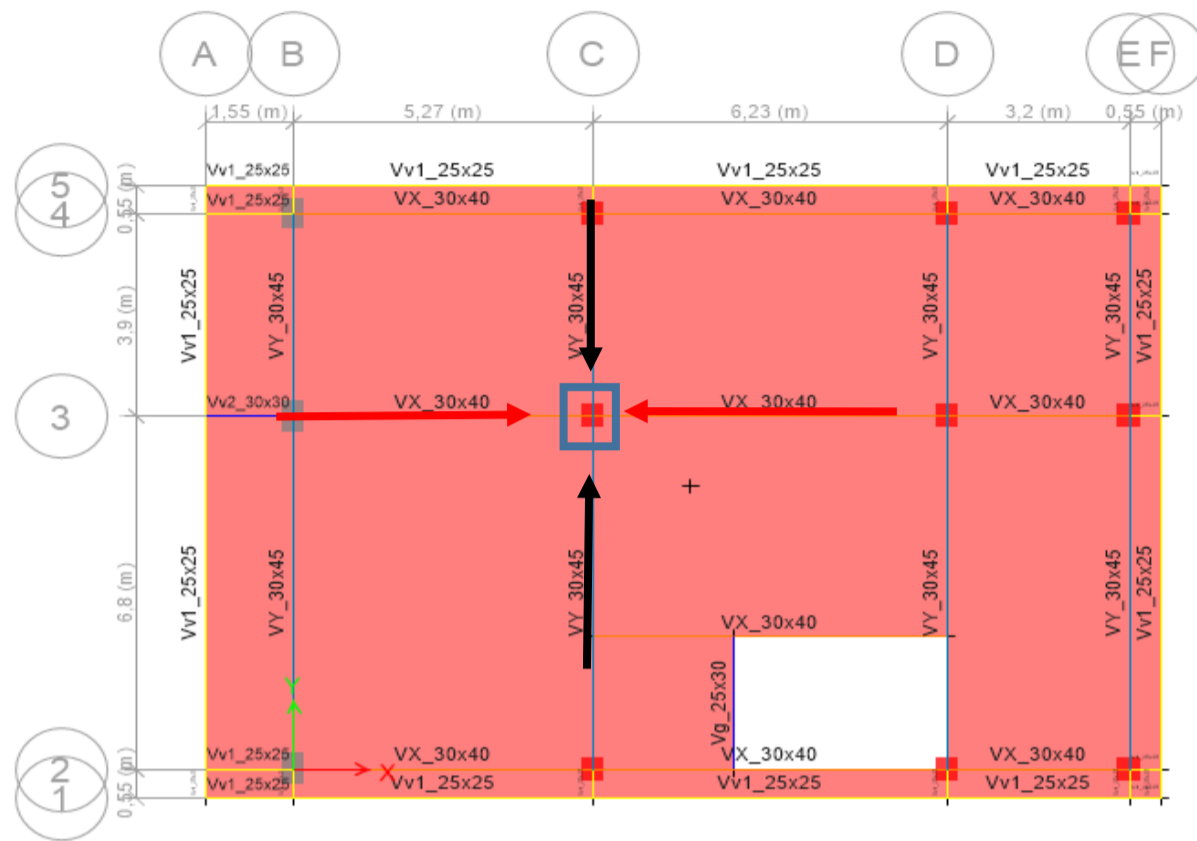 A B C D E F
1,55 (m) 5,27 (m) 6,23 (m) 3,2 (m) 0,55 (m)
Vv1_25x25 Vv1_25x25 Vv1_25x25 Vv1_25x25
5
0,55 (m)
Vv1_25x25 VX_30x40 VX_30x40 VX_30x40
4
3,9 (m)
Vv1_25x25 VY_30x45 VY_30x45 VY_30x45 VY_30x45 Vv1_25x25
3
Vv2_30x30 VX_30x40 VX_30x40 VX_30x40
6,8 (m)
Vv1_25x25 VY_30x45 VY_30x45 VY_30x45 VY_30x45 Vv1_25x25
VX_30x40
Vg_25x30
Y
X
Vv1_25x25 VX_30x40 VX_30x40 VX_30x40
2
0,55 (m)
Vv1_25x25 Vv1_25x25 Vv1_25x25 Vv1_25x25
1